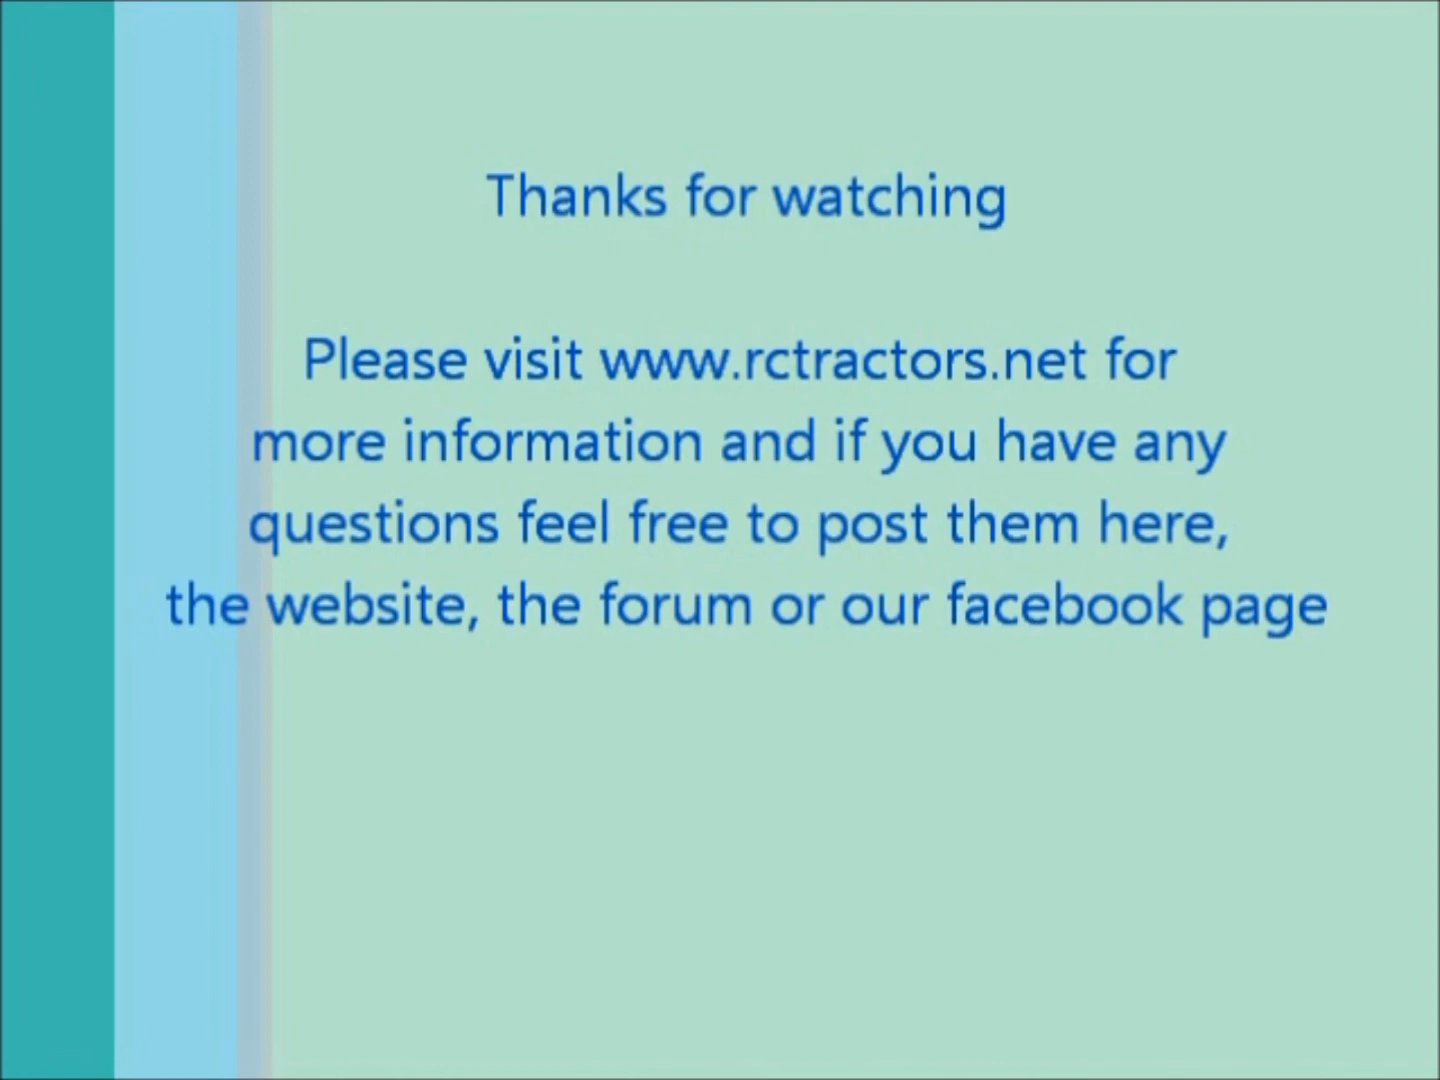 Thanks for watching
Please visit www.rctractors.net for
more information and if you have any
questions feel free to post them here,
the website, the forum or our facebook page